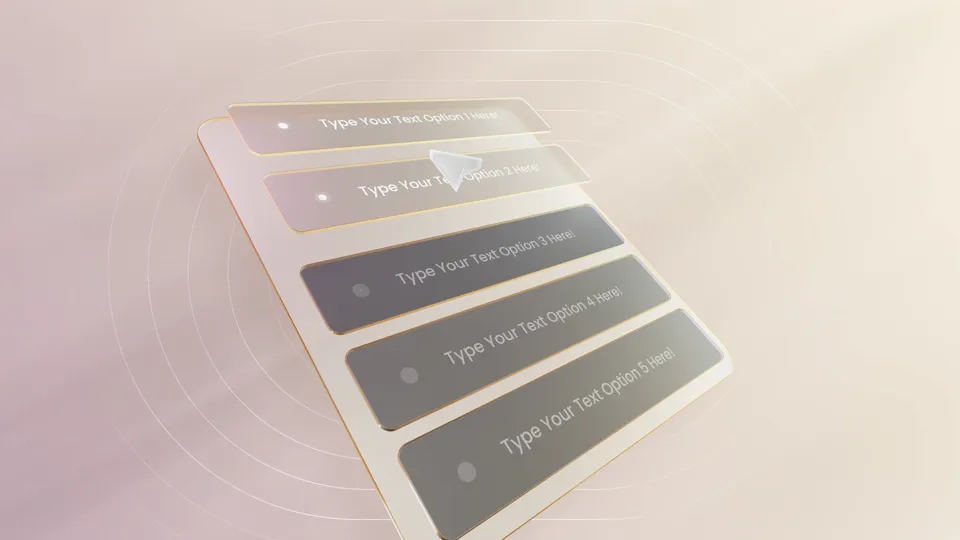 Type Your Text Option 1 Here!
Type Your Text Option 2 Here!
Type Your Text Option 3 Here!
Type Your Text Option 4 Here!
Type Your Text Option 5 Here!